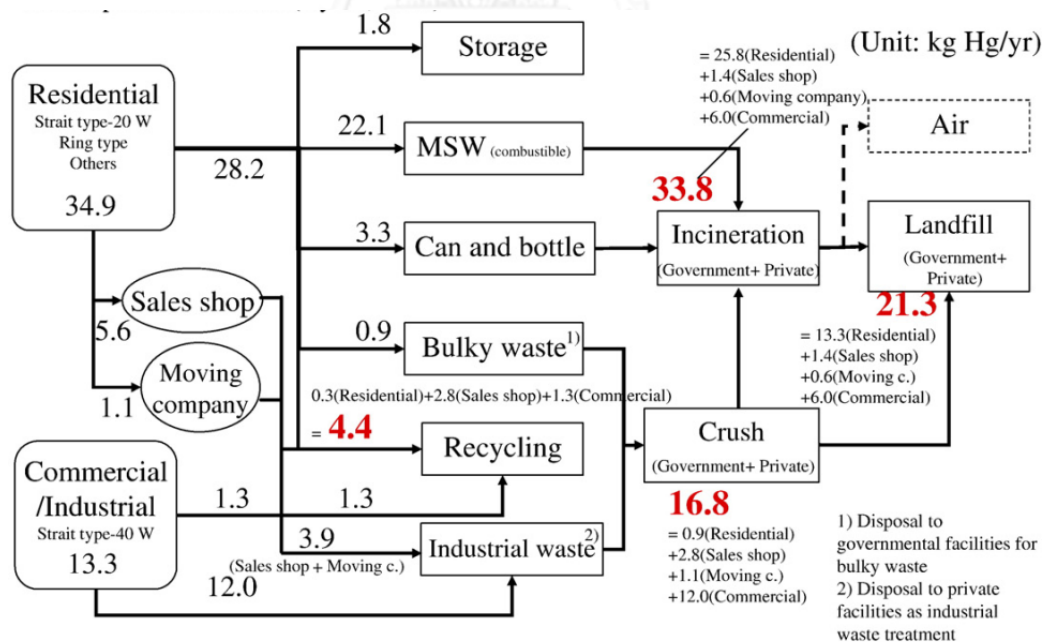 (Unit: kg Hg/yr)
Residential
Strait type-20 W
Ring type
Others
34.9
28.2
1.8
Storage
22.1
MSW (combustible)
3.3
Can and bottle
0.9
Bulky waste 1)
= 25.8(Residential)
+1.4(Sales shop)
+0.6(Moving company)
+6.0(Commercial)
33.8
Incineration
(Government+ Private)
Air
Landfill
(Government+
Private)
21.3
= 13.3(Residential)
+1.4(Sales shop)
+0.6(Moving c.)
+6.0(Commercial)
Sales shop
5.6
Moving
company
1.1
0.3(Residential)+2.8(Sales shop)+1.3(Commercial)
= 4.4
Recycling
Crush
(Government+ Private)
16.8
= 0.9(Residential)
+2.8(Sales shop)
+1.1(Moving c.)
+12.0(Commercial)
Commercial
/Industrial
Strait type-40 W
13.3
1.3
1.3
3.9
(Sales shop + Moving c.)
12.0
Industrial waste 2)
1) Disposal to
governmental facilities for
bulky waste
2) Disposal to private
facilities as industrial
waste treatment